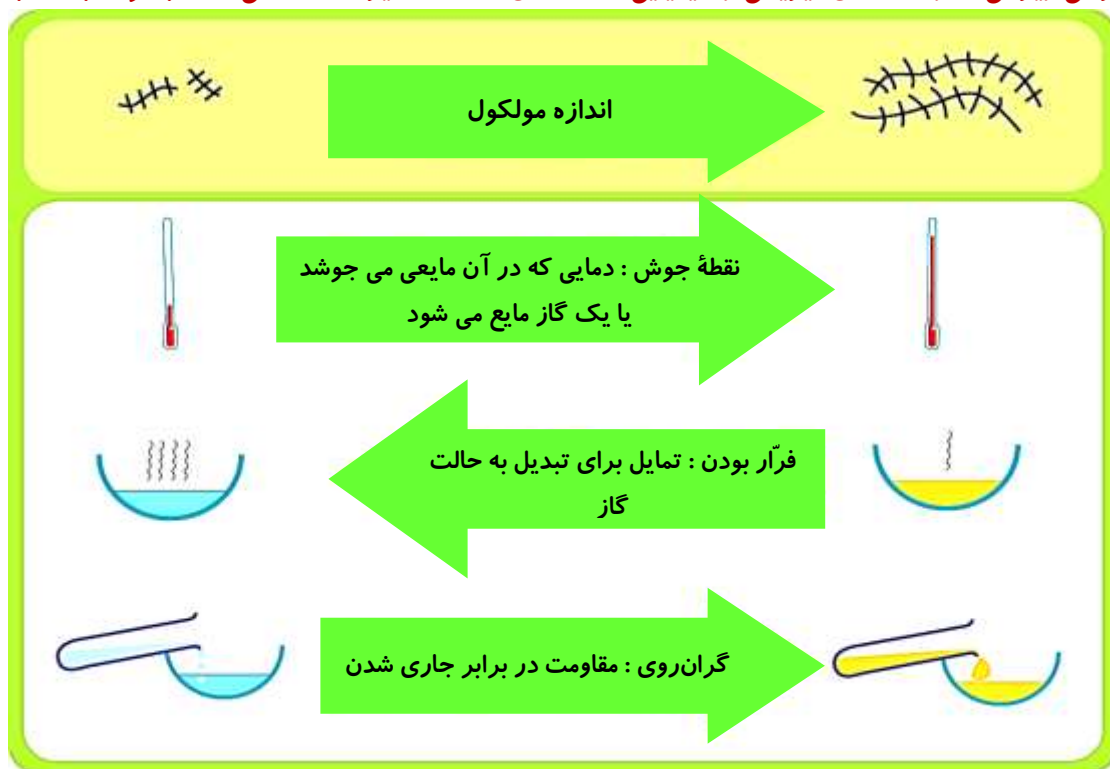 اندازه مولکول
نقطهٔ جوش : دمایی که در آن مایعی می جوشد
یا یک گاز مایع می شود
فرّار بودن : تمایل برای تبدیل به حالت
گاز
گران‌روی : مقاومت در برابر جاری شدن